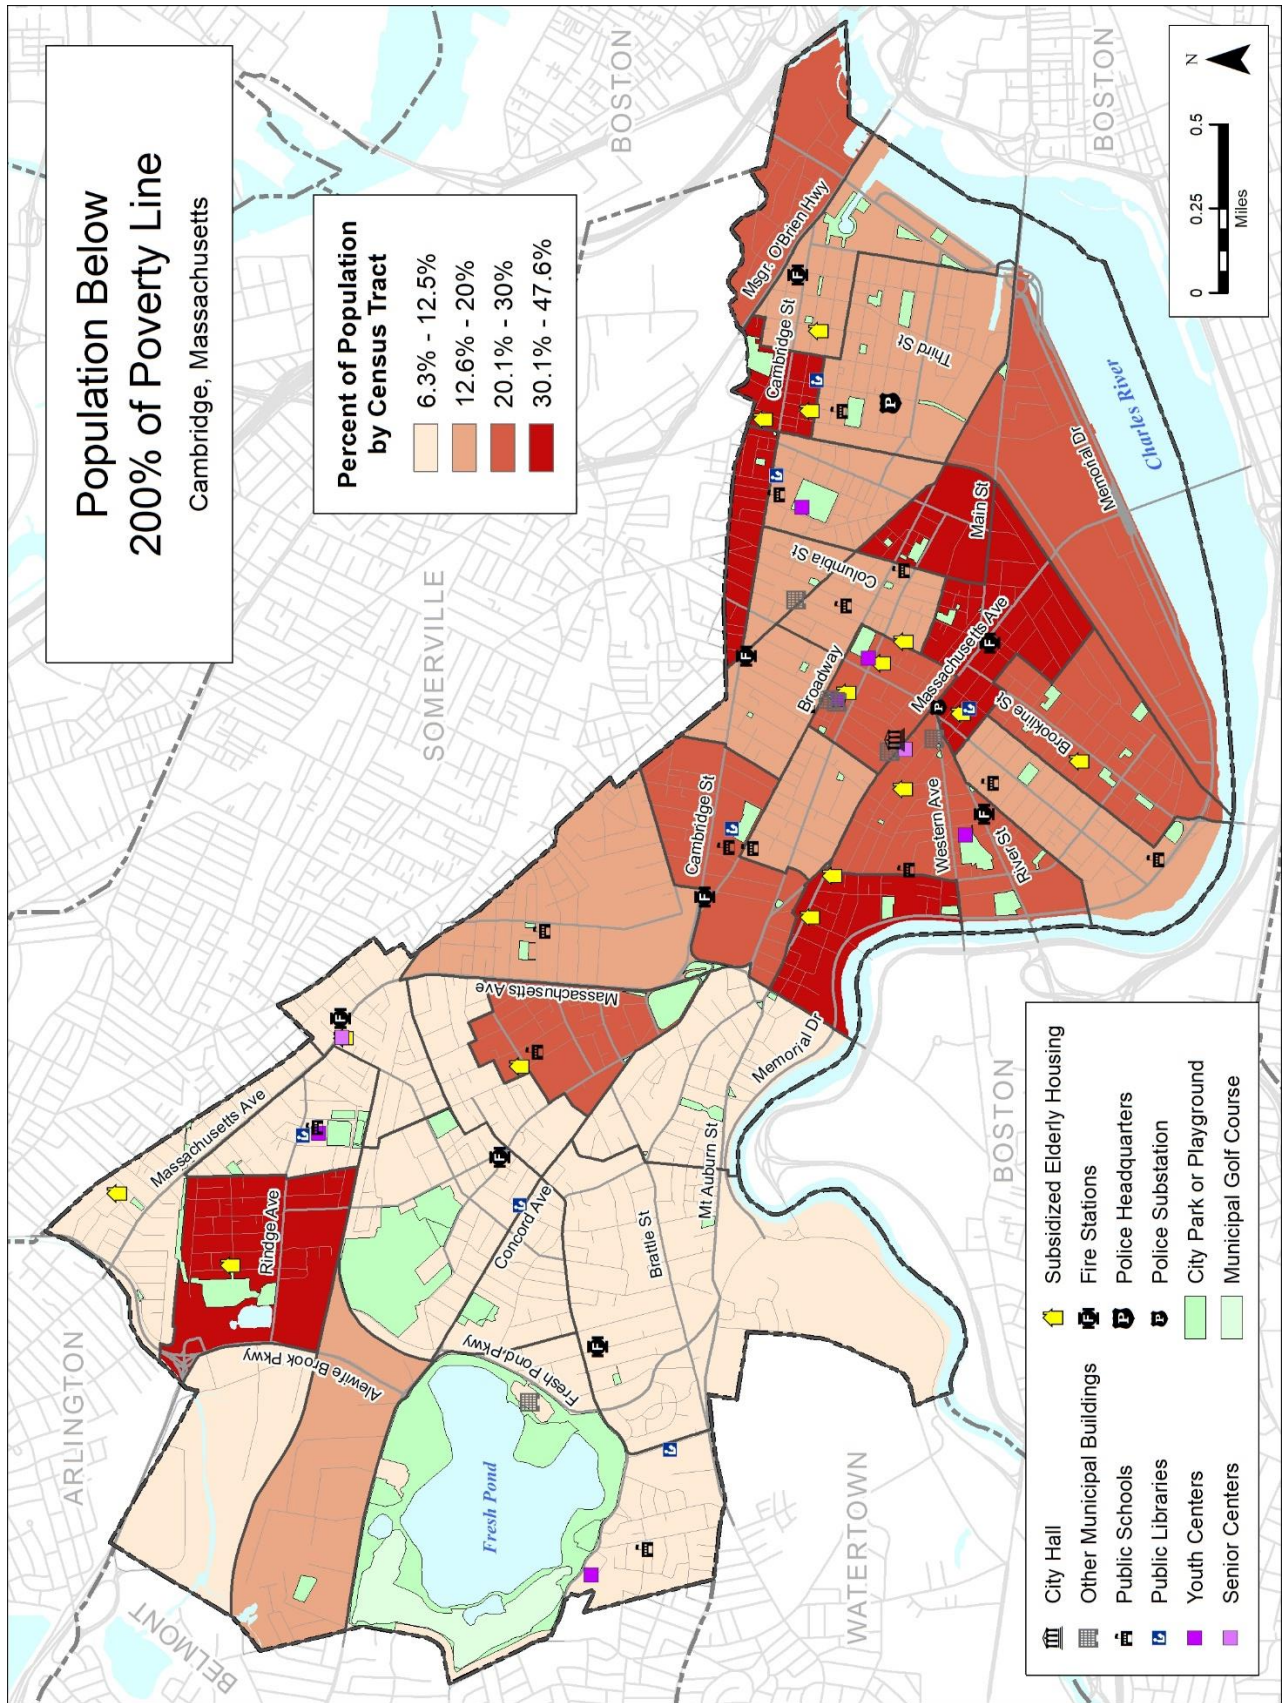 Population Below
200% of Poverty Line
Cambridge, Massachusetts
Percent of Population
by Census Tract
6.3% - 12.5%
12.6% - 20%
20.1% - 30%
30.1% - 47.6%
ARLINGTON
BELMONT
SOMERVILLE
BOSTON
BOSTON
BOSTON
WATERTOWN
Massachusetts Ave
Rindge Ave
Alewife Brook Pkwy
Concord Ave
Fresh Pond Pkwy
Fresh Pond
Brattle St
Mt Auburn St
Memorial Dr
Massachusetts Ave
Cambridge St
Broadway
Columbia St
Cambridge St
Msgr. O'Brien Hwy
Third St
Main St
Massachusetts Ave
Western Ave
River St
Brookline St
Memorial Dr
Charles River
City Hall
Other Municipal Buildings
Public Schools
Public Libraries
Youth Centers
Senior Centers
Subsidized Elderly Housing
Fire Stations
Police Headquarters
Police Substation
City Park or Playground
Municipal Golf Course
N
0 0.25 0.5
Miles